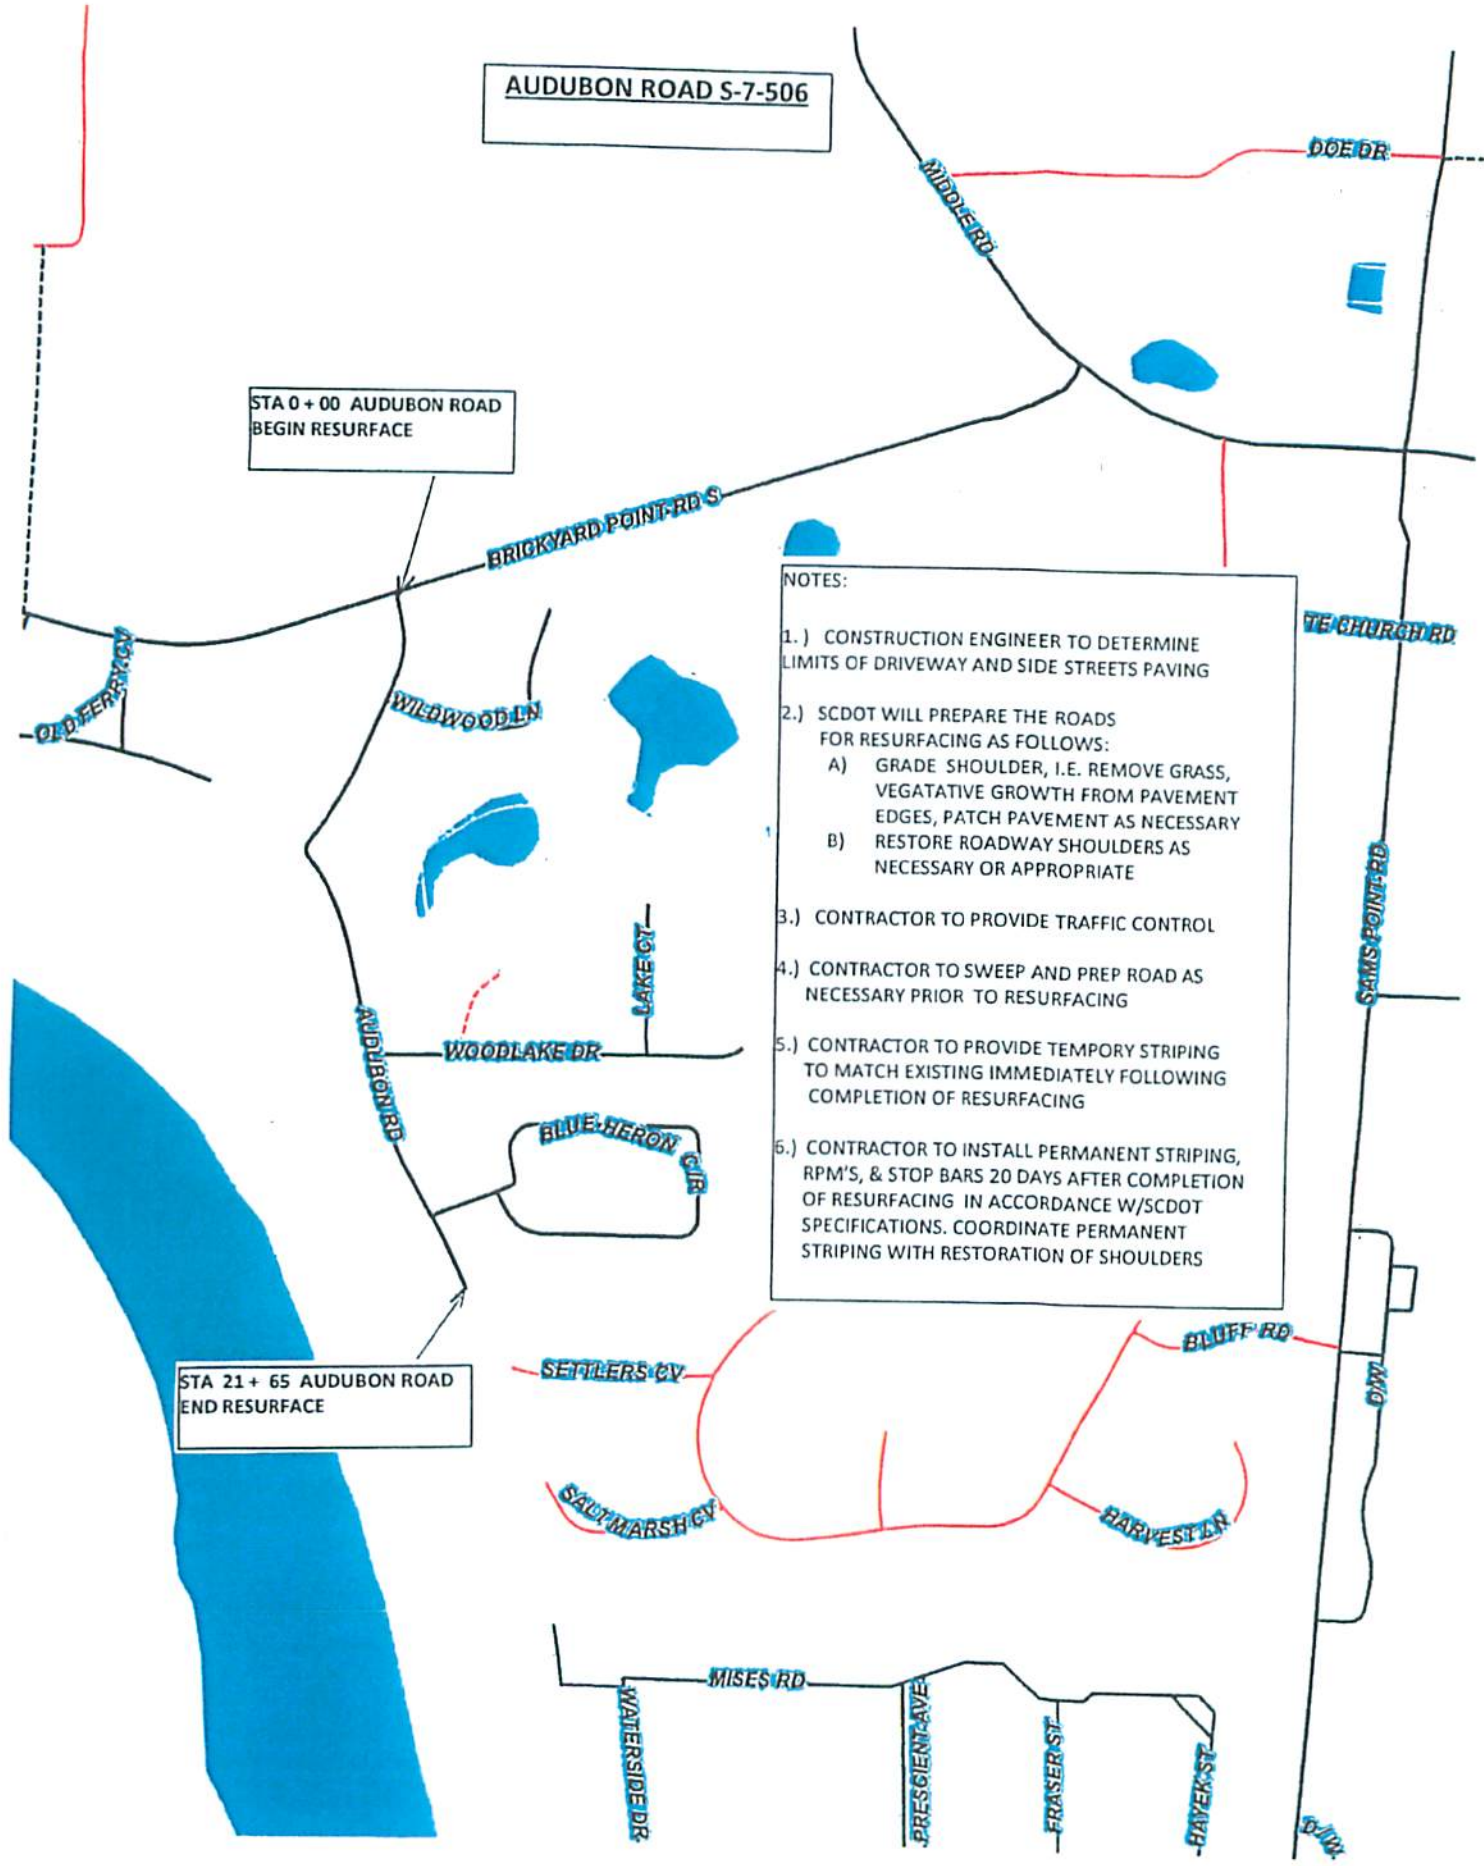 AUDUBON ROAD S-7-506
DOE DR
MIDDLE RD
STA 0 + 00 AUDUBON ROAD
BEGIN RESURFACE
BRICKYARD POINT RD S
NOTES:
1. ) CONSTRUCTION ENGINEER TO DETERMINE
LIMITS OF DRIVEWAY AND SIDE STREETS PAVING
2.) SCDOT WILL PREPARE THE ROADS
FOR RESURFACING AS FOLLOWS:
A) GRADE SHOULDER, I.E. REMOVE GRASS,
VEGATATIVE GROWTH FROM PAVEMENT
EDGES, PATCH PAVEMENT AS NECESSARY
B) RESTORE ROADWAY SHOULDERS AS
NECESSARY OR APPROPRIATE
3.) CONTRACTOR TO PROVIDE TRAFFIC CONTROL
4.) CONTRACTOR TO SWEEP AND PREP ROAD AS
NECESSARY PRIOR TO RESURFACING
5.) CONTRACTOR TO PROVIDE TEMPORY STRIPING
TO MATCH EXISTING IMMEDIATELY FOLLOWING
COMPLETION OF RESURFACING
6.) CONTRACTOR TO INSTALL PERMANENT STRIPING,
RPM'S, & STOP BARS 20 DAYS AFTER COMPLETION
OF RESURFACING IN ACCORDANCE W/SCDOT
SPECIFICATIONS. COORDINATE PERMANENT
STRIPING WITH RESTORATION OF SHOULDERS
TE CHURCH RD
OLD FERRY CV
WILDWOOD LN
SAMS POINT RD
LAKE CT
AUDUBON RD
WOODLAKE DR
BLUE HERON CIR
STA 21 + 65 AUDUBON ROAD
END RESURFACE
SETTLERS CV
BLUFF RD
D/W
SALT MARSH CV
HARVEST LN
MISES RD
WATERSIDE DR
PRESCIENT AVE
FRASER ST
HAYEK ST
D/W